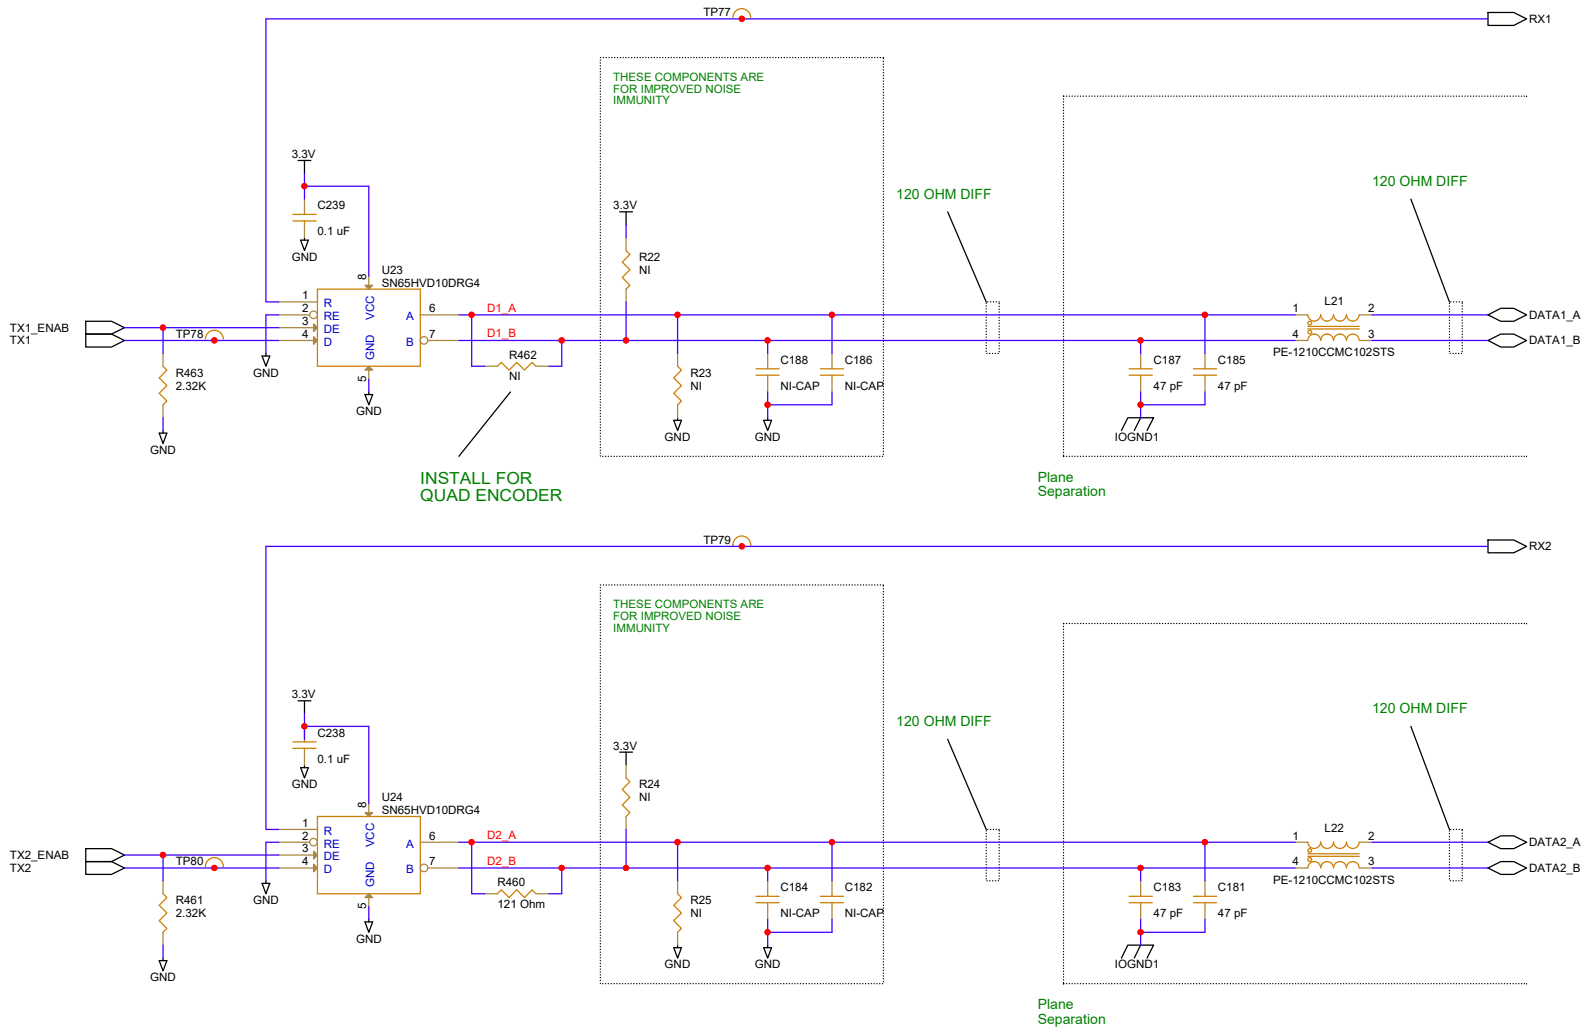 TP77
RX1
THESE COMPONENTS ARE
FOR IMPROVED NOISE
IMMUNITY
3.3V
C239
0.1 uF
GND
120 OHM DIFF
120 OHM DIFF
3.3V
R22
NI
U23
SN65HVD10DRG4
8
1
R
2
RE
3
DE
4
D
VCC
GND
A
6
B
7
5
D1_A
D1_B
TX1_ENAB
TX1
TP78
GND
GND
R463
2.32K
GND
R462
NI
R23
NI
GND
C188
NI-CAP
C186
NI-CAP
GND
C187
47 pF
C185
47 pF
IOGND1
1
L21
2
4
3
PE-1210CCMC102STS
DATA1_A
DATA1_B
INSTALL FOR
QUAD ENCODER
Plane
Separation
TP79
RX2
THESE COMPONENTS ARE
FOR IMPROVED NOISE
IMMUNITY
3.3V
C238
0.1 uF
GND
120 OHM DIFF
120 OHM DIFF
3.3V
R24
NI
U24
SN65HVD10DRG4
8
1
R
2
RE
3
DE
4
D
VCC
GND
A
6
B
7
5
D2_A
D2_B
TX2_ENAB
TX2
TP80
GND
GND
R461
2.32K
GND
R460
121 Ohm
R25
NI
GND
C184
NI-CAP
C182
NI-CAP
GND
C183
47 pF
C181
47 pF
IOGND1
1
L22
2
4
3
PE-1210CCMC102STS
DATA2_A
DATA2_B
Plane
Separation